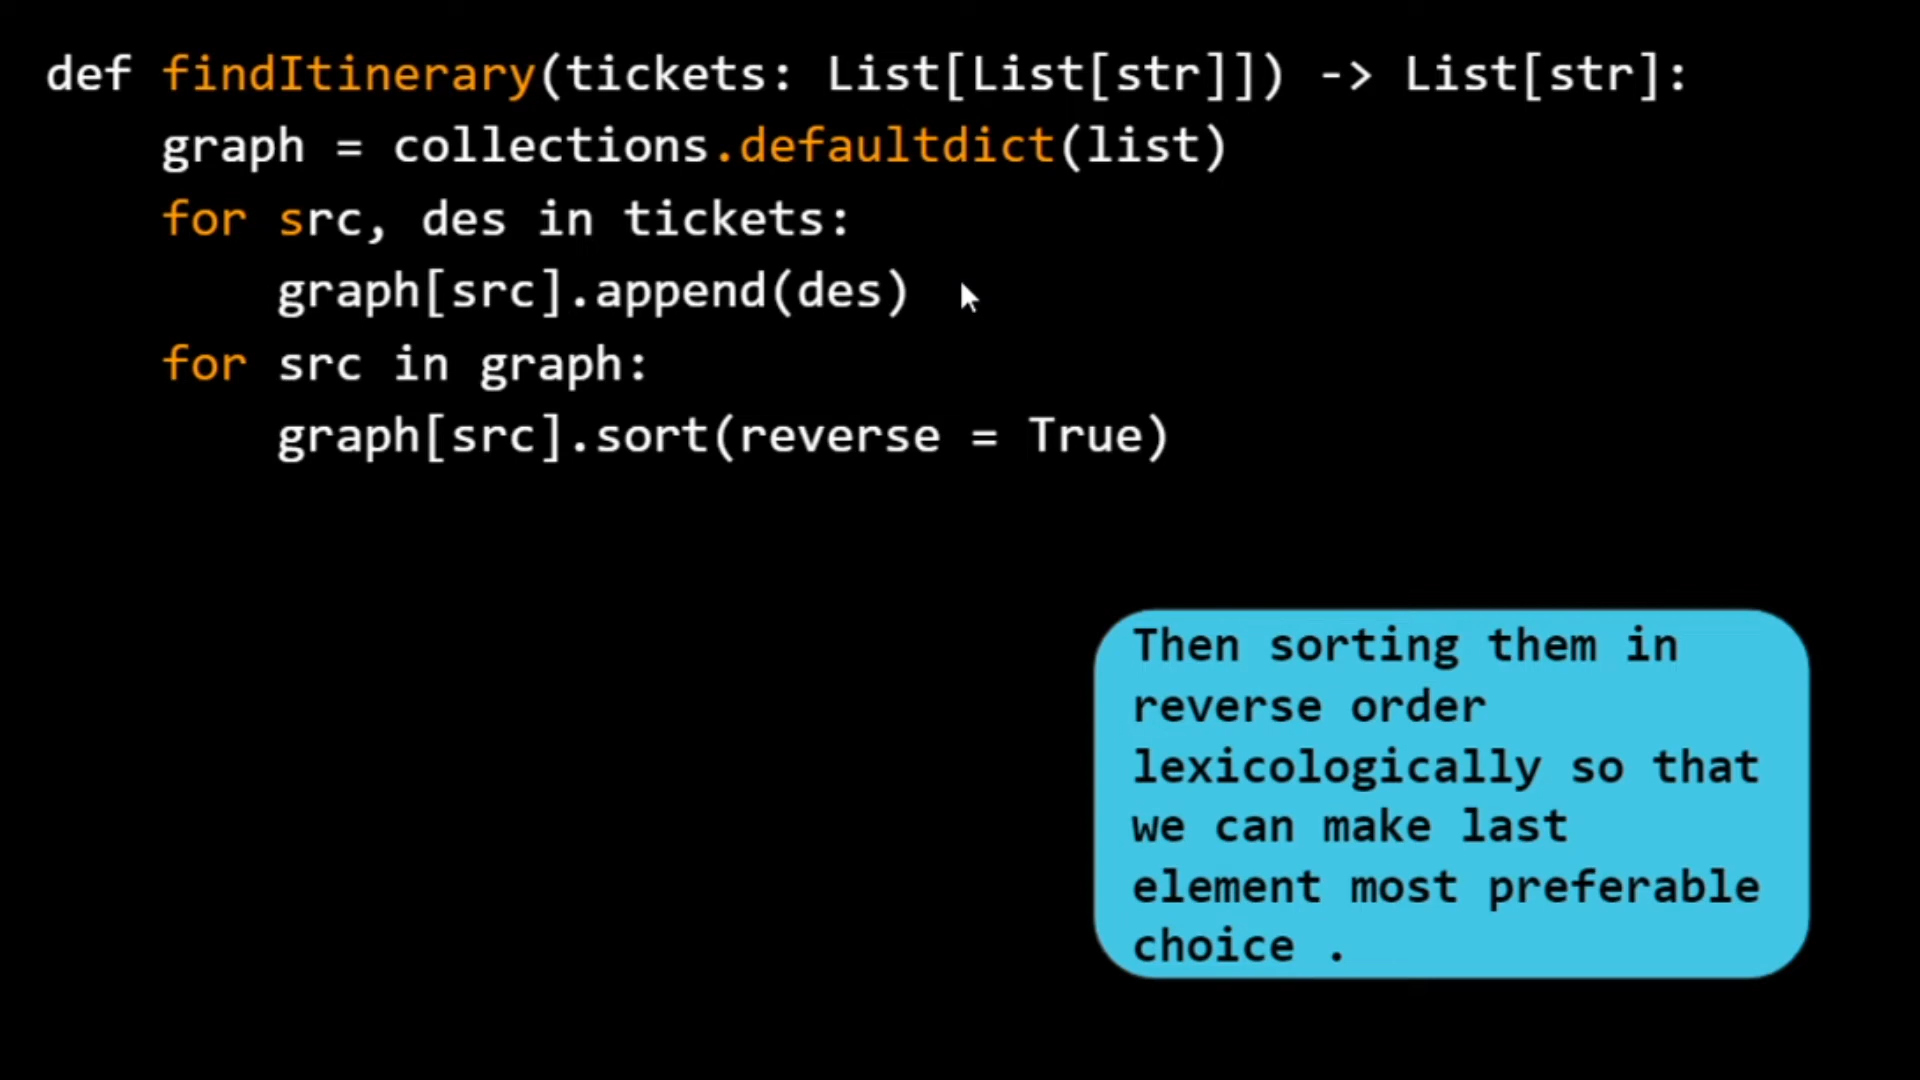 def findItinerary(tickets: List[List[str]]) -> List[str]:
    graph = collections.defaultdict(list)
    for src, des in tickets:
        graph[src].append(des)
    for src in graph:
        graph[src].sort(reverse = True)
Then sorting them in
reverse order
lexicologically so that
we can make last
element most preferable
choice .